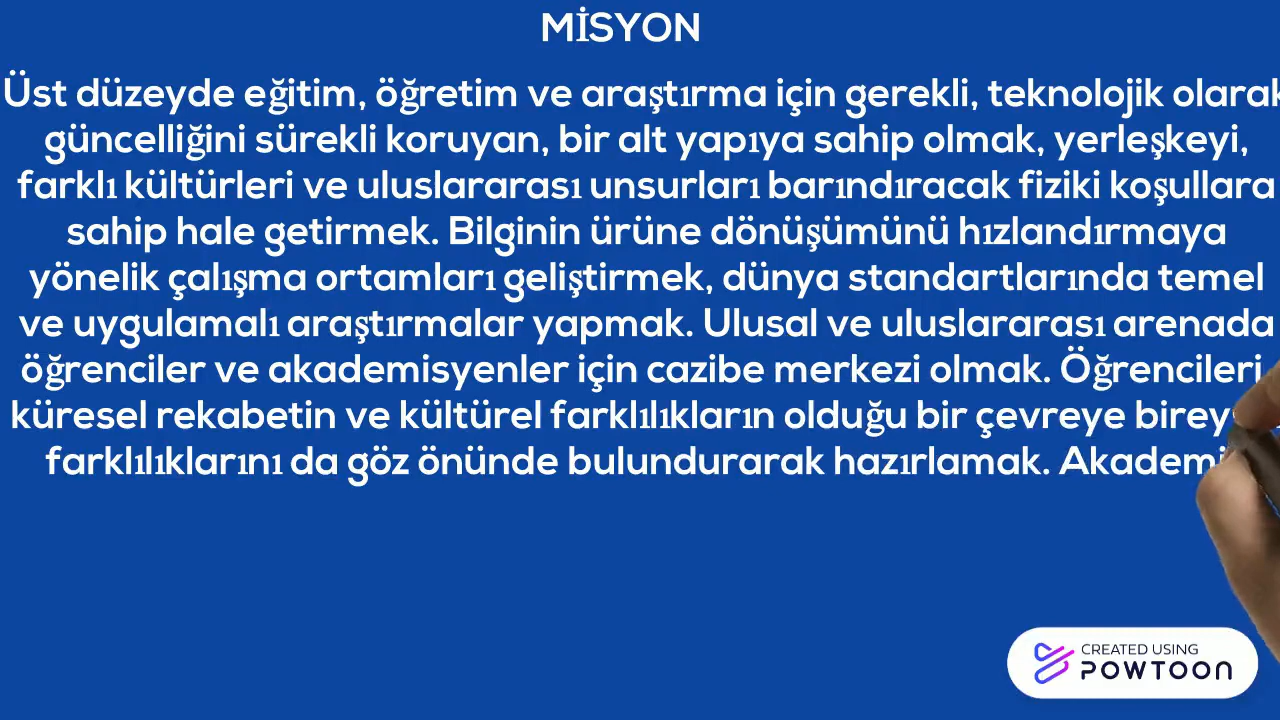 MİSYON
Üst düzeyde eğitim, öğretim ve araştırma için gerekli, teknolojik olarak
güncelliğini sürekli koruyan, bir alt yapıya sahip olmak, yerleşkeyi,
farklı kültürleri ve uluslararası unsurları barındıracak fiziki koşullara
sahip hale getirmek. Bilginin ürüne dönüşümünü hızlandırmaya
yönelik çalışma ortamları geliştirmek, dünya standartlarında temel
ve uygulamalı araştırmalar yapmak. Ulusal ve uluslararası arenada
öğrenciler ve akademisyenler için cazibe merkezi olmak. Öğrencileri
küresel rekabetin ve kültürel farklılıkların olduğu bir çevreye
farklılıklarını da göz önünde bulundurarak hazırlamak. Akademi
CREATED USING
POWTOON